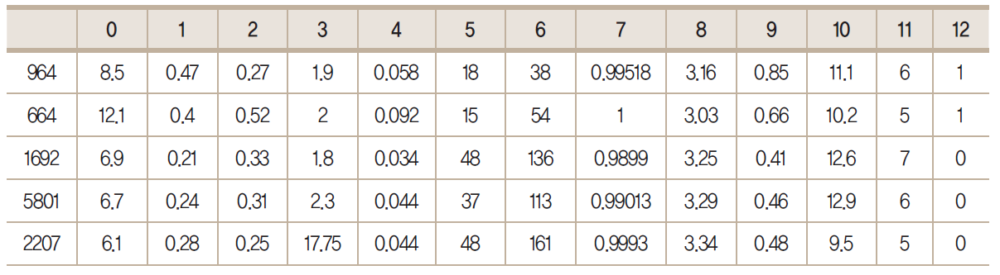 0 1 2 3 4 5 6 7 8 9 10 11 12
964 8.5 0.47 0.27 1.9 0.058 18 38 0.99518 3.16 0.85 11.1 6 1
664 12.1 0.4 0.52 2 0.092 15 54 1 3.03 0.66 10.2 5 1
1692 6.9 0.21 0.33 1.8 0.034 48 136 0.9899 3.25 0.41 12.6 7 0
5801 6.7 0.24 0.31 2.3 0.044 37 113 0.99013 3.29 0.46 12.9 6 0
2207 6.1 0.28 0.25 17.75 0.044 48 161 0.9993 3.34 0.48 9.5 5 0